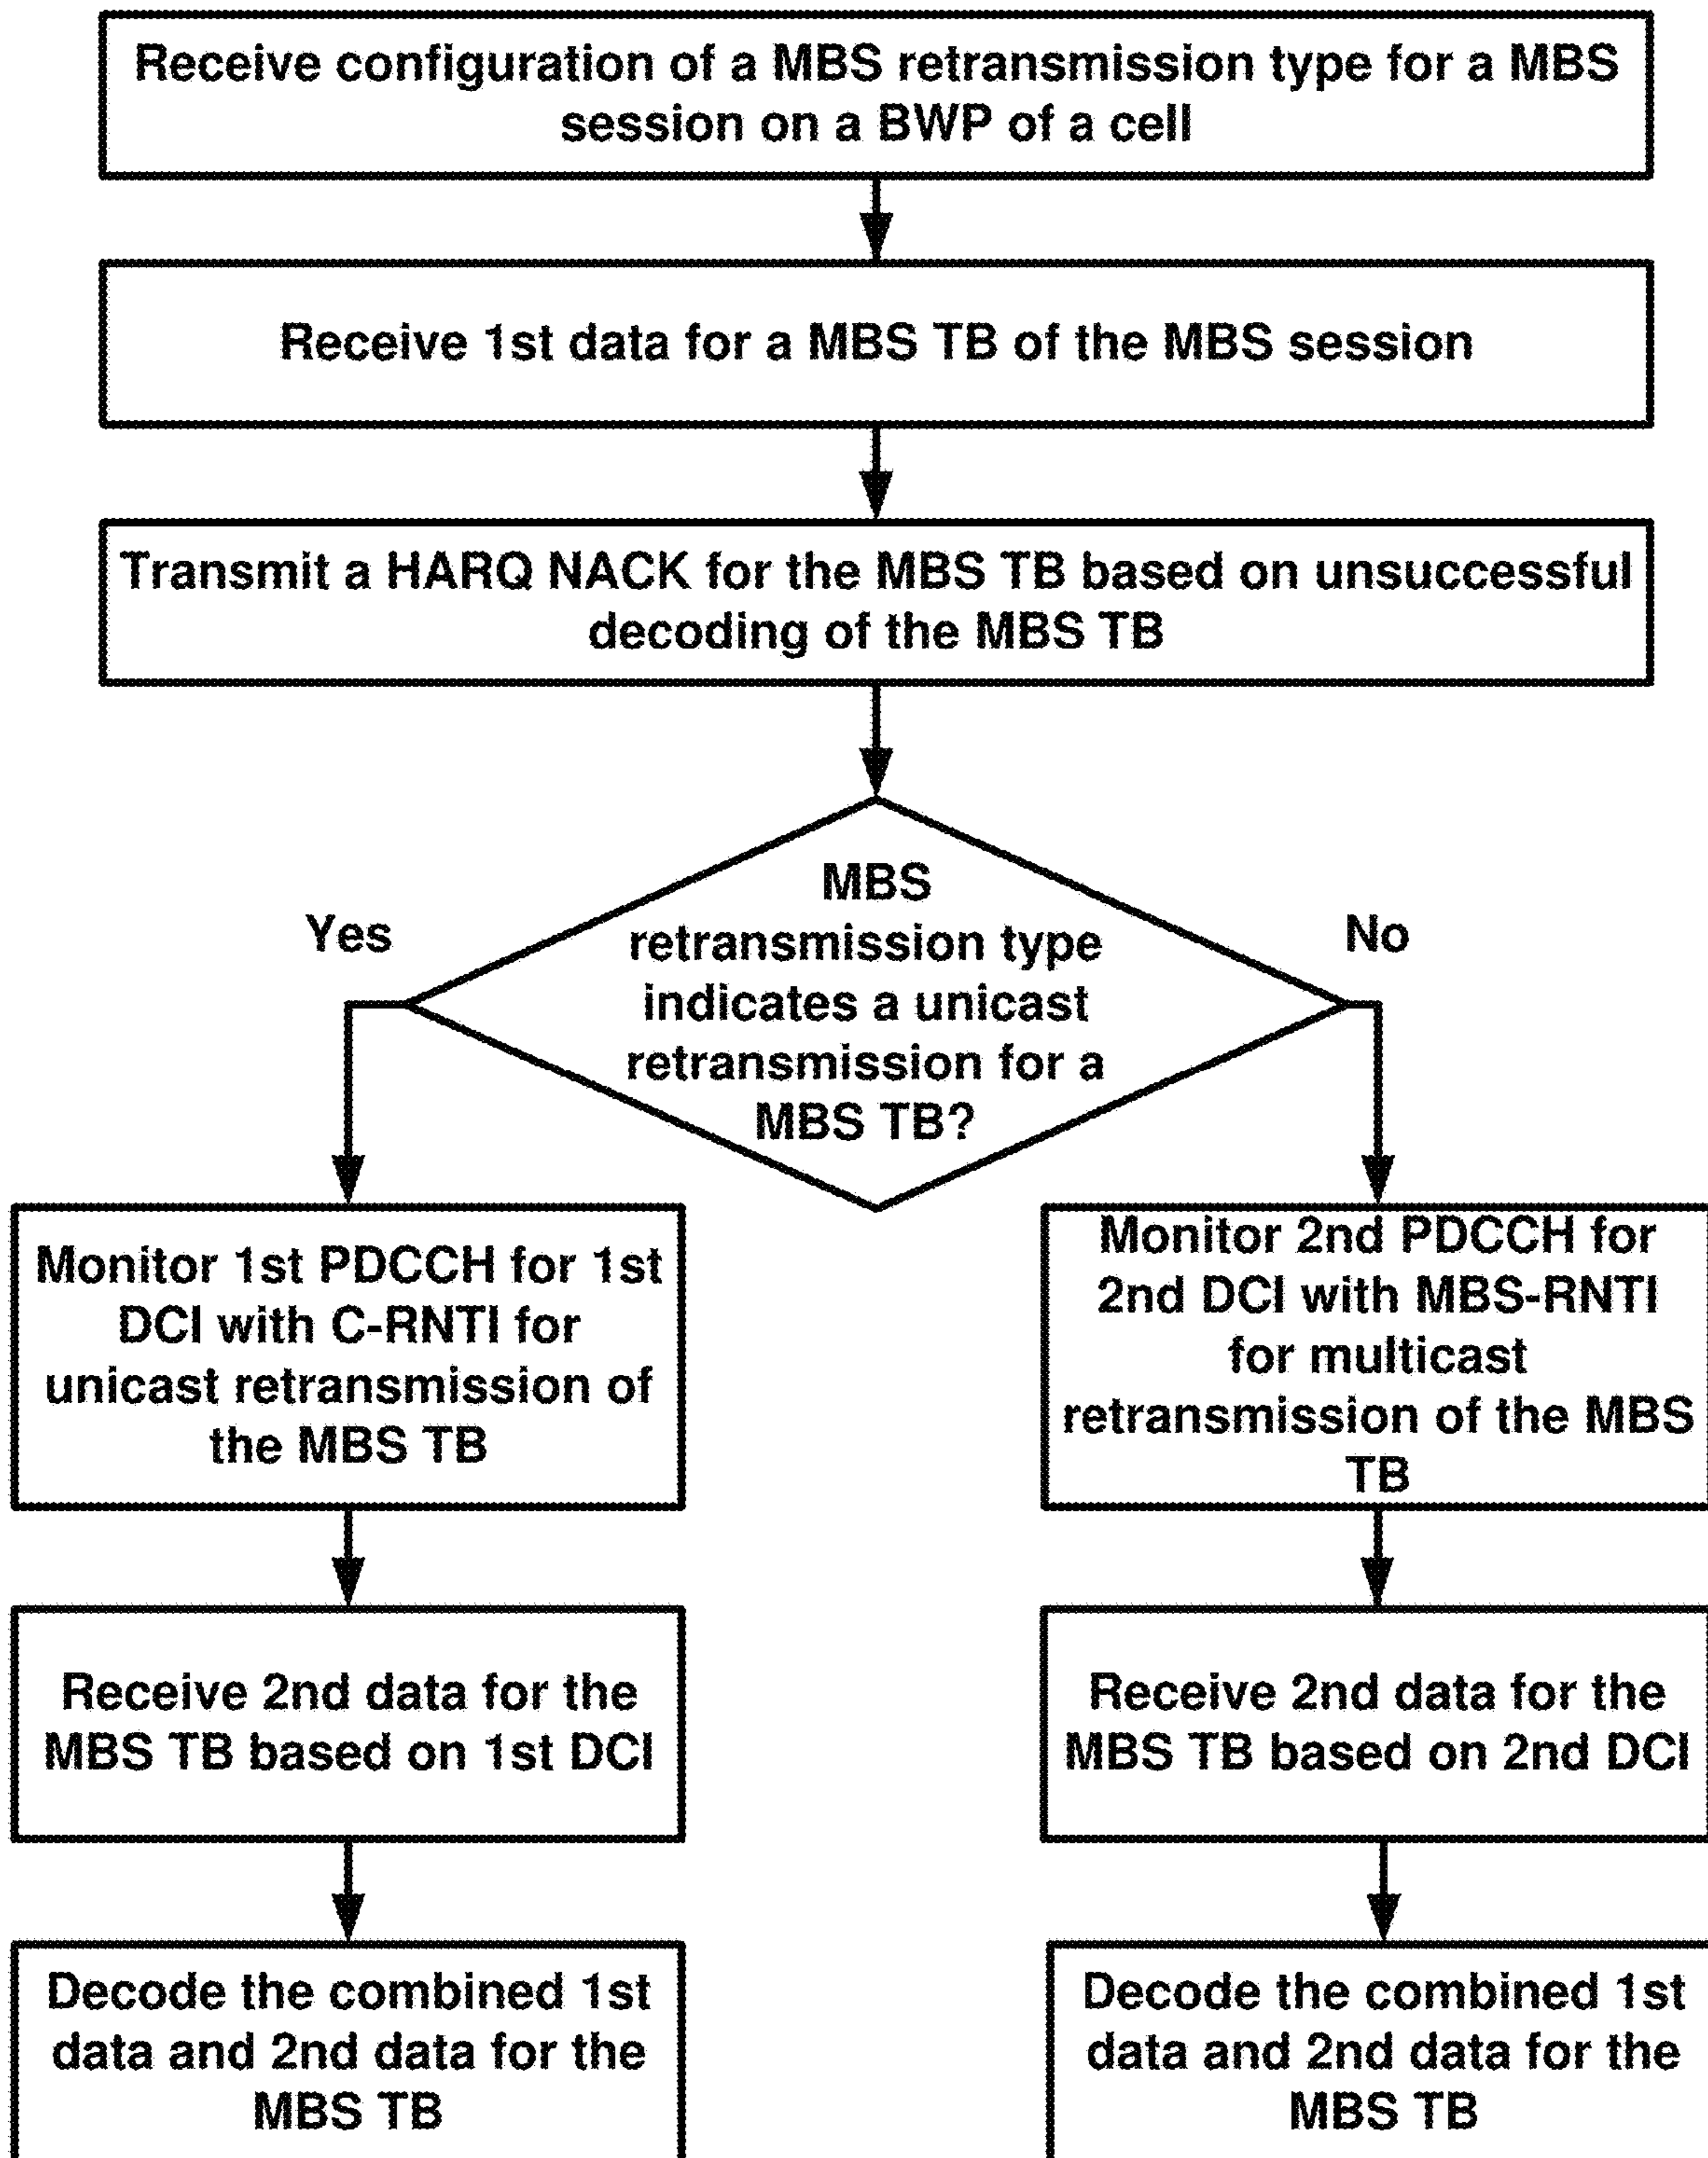 Receive configuration of a MBS retransmission type for a MBS
session on a BWP of a cell
Receive 1st data for a MBS TB of the MBS session
Transmit a HARQ NACK for the MBS TB based on unsuccessful
decoding of the MBS TB
MBS
retransmission type
indicates a unicast
retransmission for a
MBS TB?
Yes
No
Monitor 1st PDCCH for 1st
DCI with C-RNTI for
unicast retransmission of
the MBS TB
Monitor 2nd PDCCH for
2nd DCI with MBS-RNTI
for multicast
retransmission of the MBS
TB
Receive 2nd data for the
MBS TB based on 1st DCI
Receive 2nd data for the
MBS TB based on 2nd DCI
Decode the combined 1st
data and 2nd data for the
MBS TB
Decode the combined 1st
data and 2nd data for the
MBS TB